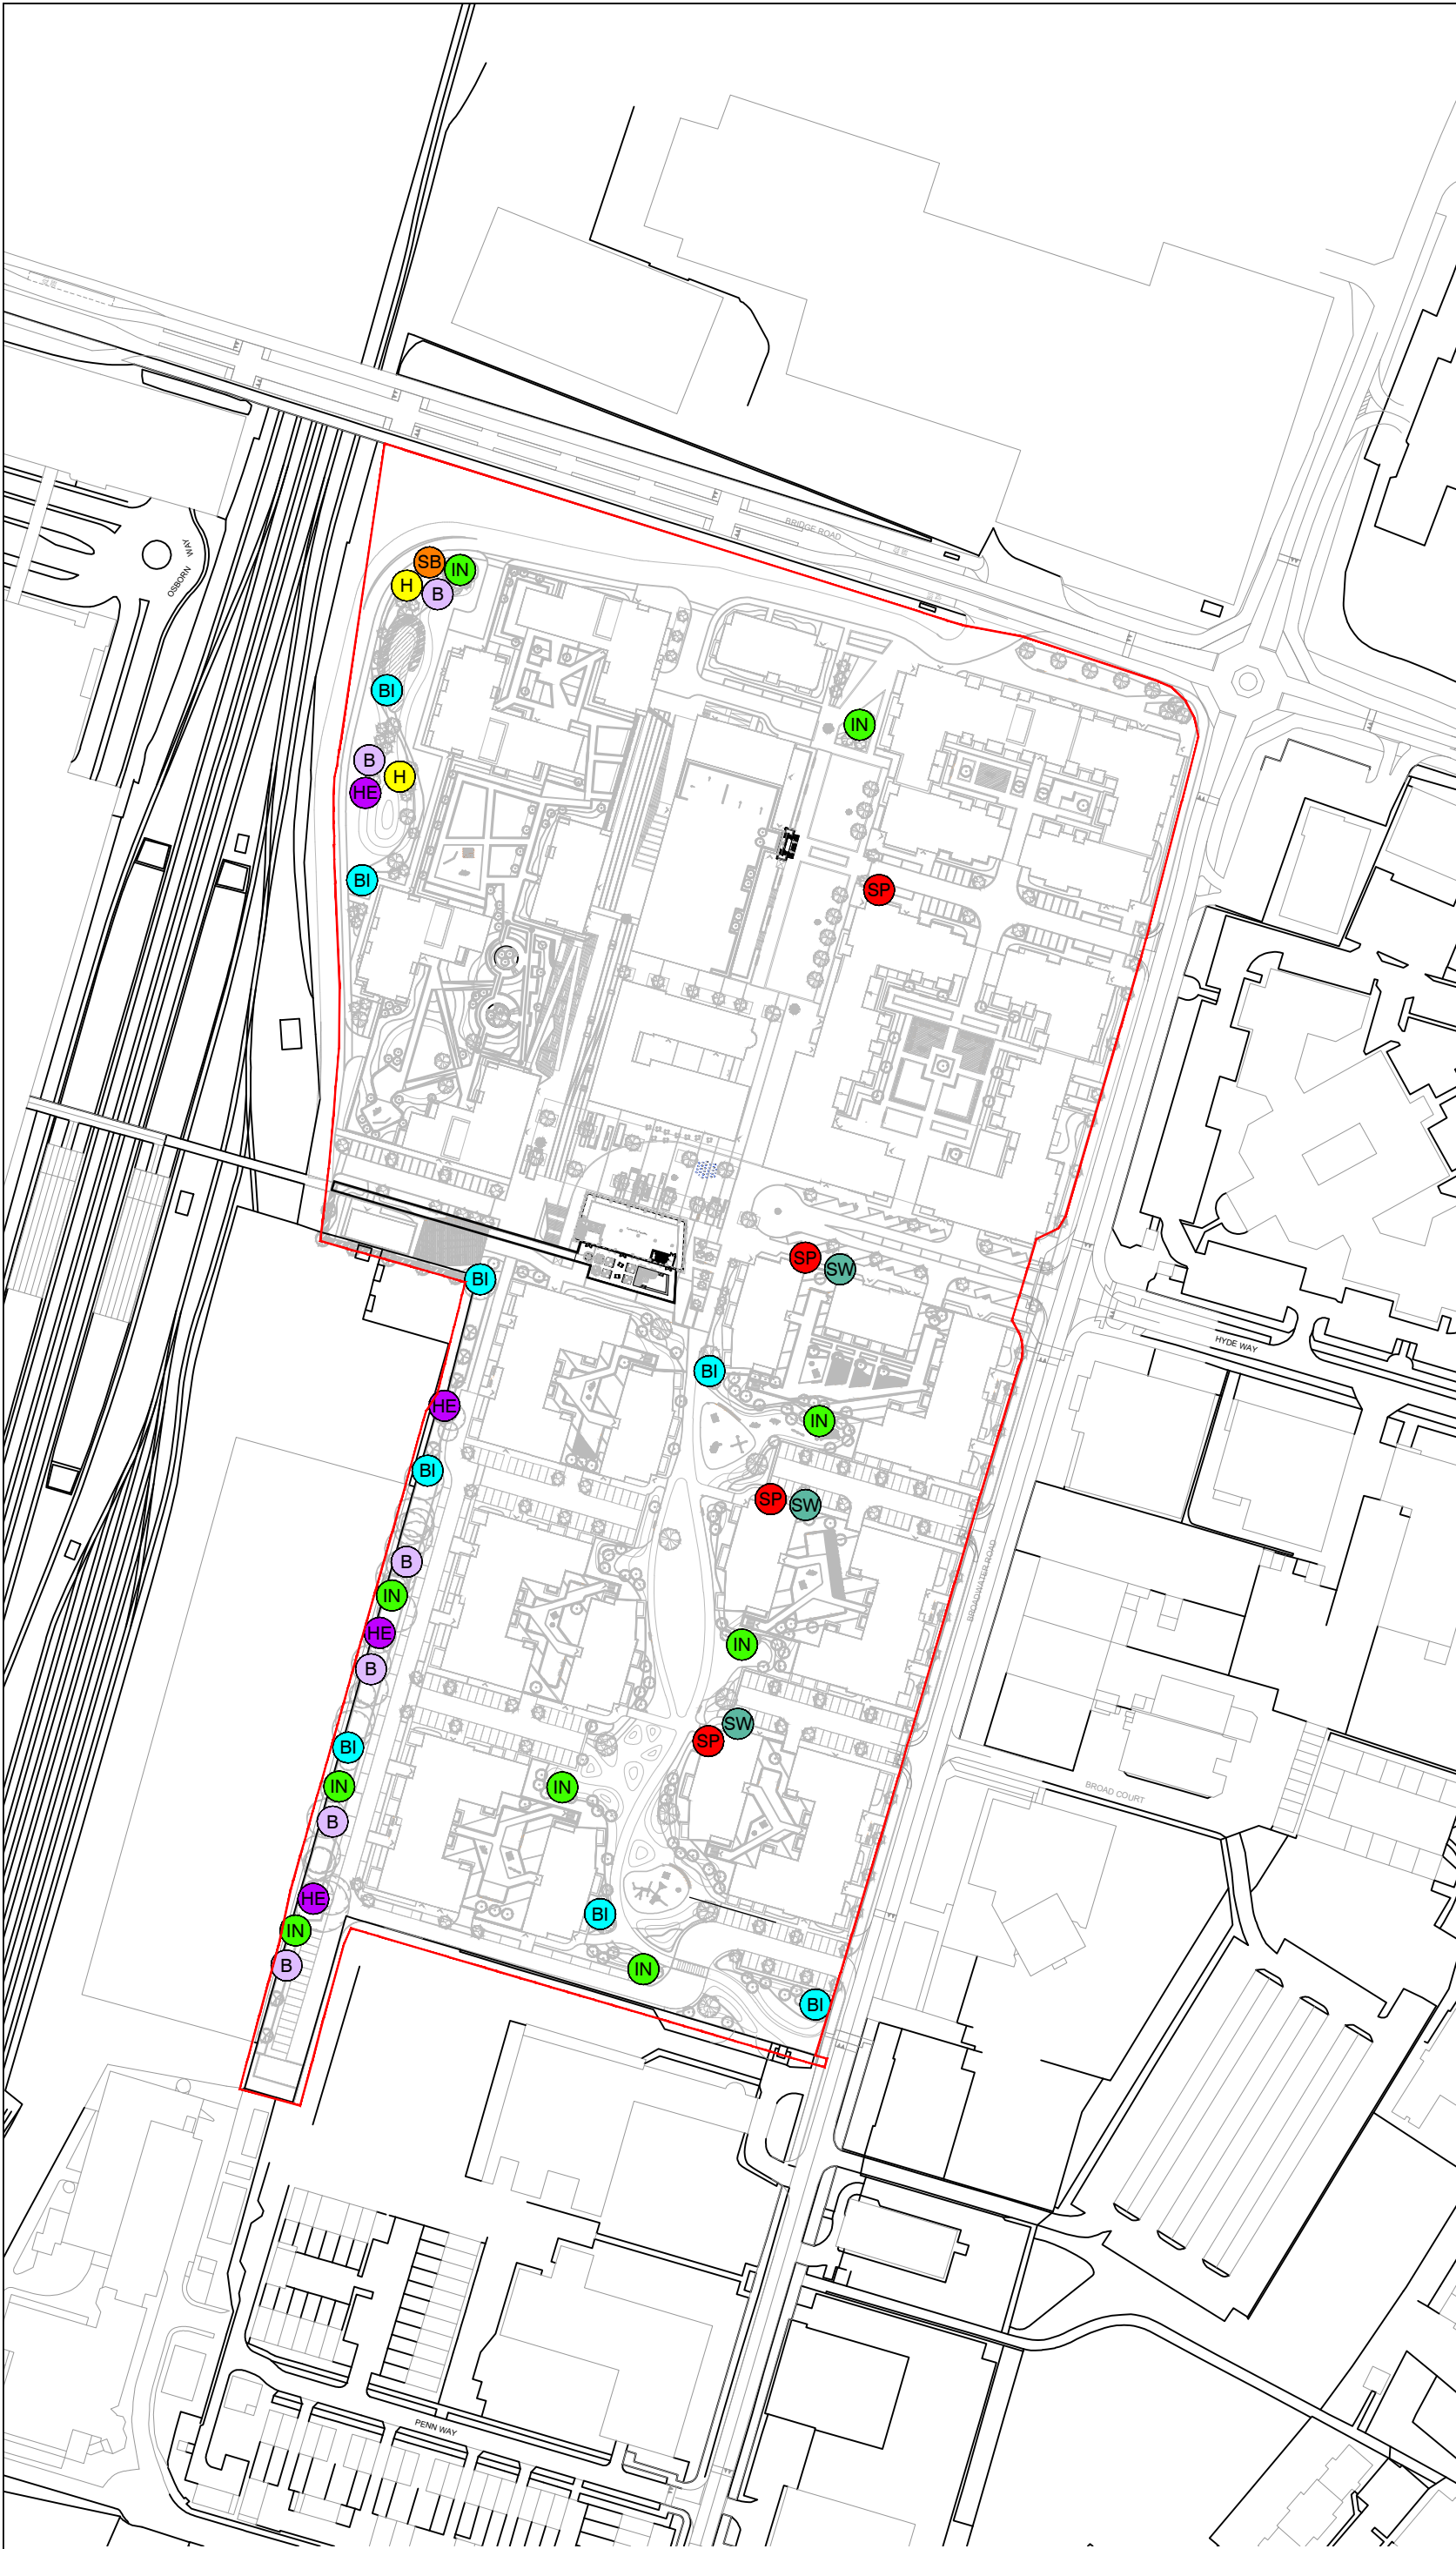 BRIDGE ROAD
WAY
OSBORN
SB
IN
H
B
BI
IN
B
H
HE
BI
SP
SP
SW
BI
HYDE WAY
BI
HE
IN
BI
SP
SW
B
BROADWATER ROAD
IN
HE
IN
B
SW
SP
BI
IN
IN
BROAD COURT
B
HE
BI
IN
B
IN
BI
PENN WAY